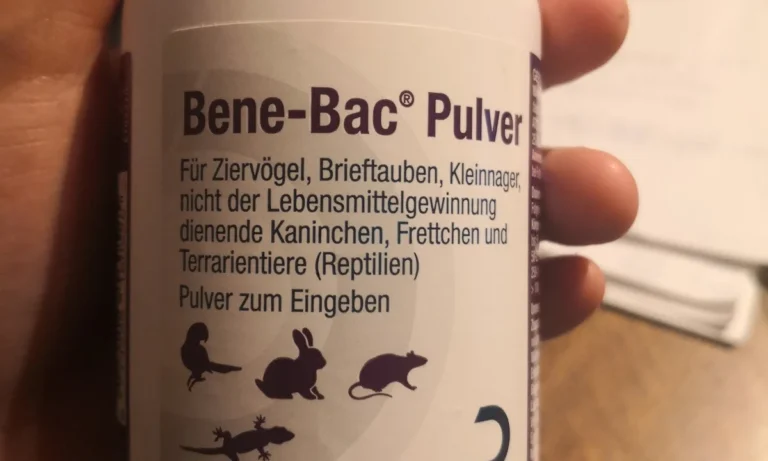 Bene-Bac® Pulver
Für Ziervögel, Brieftauben, Kleinnager,
nicht der Lebensmittelgewinnung
dienende Kaninchen, Frettchen und
Terrarientiere (Reptilien)
Pulver zum Eingeben